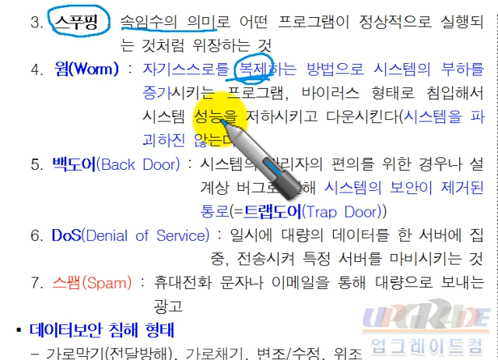 3. 스푸핑 속임수의 의미로 어떤 프로그램이 정상적으로 실행되
는 것처럼 위장하는 것
4. 웜(Worm) : 자기스스로를 복제하는 방법으로 시스템의 부하를
증가시키는 프로그램, 바이러스 형태로 침입해서
시스템 성능을 저하시키고 다운시킨다(시스템을 파
괴하진 않는다
5. 백도어(Back Door) : 시스템의 편의를 위한 경우나 설
계상 버그로 시스템의 보안이 제거된
통로(=트랩도어(Trap Door))
6. DoS(Denial of Service) : 일시에 대량의 데이터를 한 서버에 집
중, 전송시켜 특정 서버를 마비시키는 것
7. 스팸(Spam) : 휴대전화 문자나 이메일을 통해 대량으로 보내는
광고
▪ 데이터보안 침해 형태
– 가로막기(전달방해), 가로채기, 변조/수정, 위조
UPGRADE
업그레이드컴